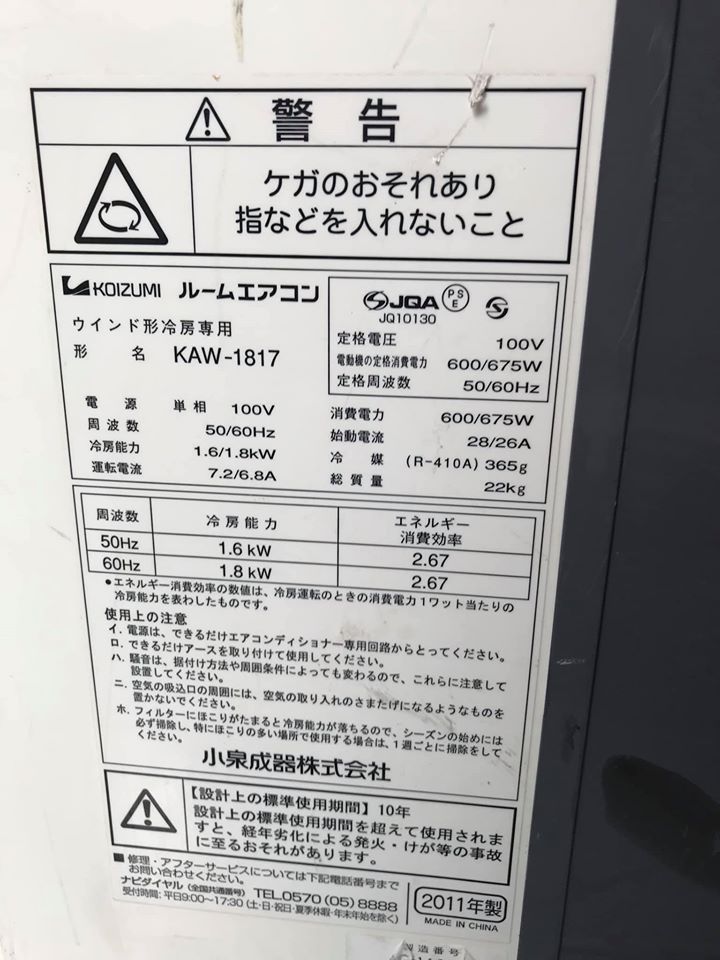 警告
ケガのおそれあり
指などを入れないこと
KOIZUMI ルームエアコン
ウインド形冷房専用
形 名 KAW-1817
電 源 単相 100V
周波数 50/60Hz
冷房能力 1.6/1.8kW
運転電流 7.2/6.8A
JQA PSE S
JQ10130
定格電圧 100V
電動機の定格消費電力 600/675W
定格周波数 50/60Hz
消費電力 600/675W
始動電流 28/26A
冷 媒 (R-410A) 365g
総質量 22kg
周波数 冷房能力 エネルギー消費効率
50Hz 1.6 kW 2.67
60Hz 1.8 kW 2.67
●エネルギー消費効率の数値は、冷房運転のときの消費電力1ワット当たりの
冷房能力を表わしたものです。
使用上の注意
イ. 電源は、できるだけエアコンディショナー専用回路からとってください。
ロ. できるだけアースを取り付けて使用してください。
ハ. 騒音は、据付け方法や周囲条件によっても変わるので、これらに注意して
設置してください。
ニ. 空気の吸込口の周囲には、空気の取り入れのさまたげになるようなものを
置かないでください。
ホ. フィルターにほこりがたまると冷房能力が落ちるので、シーズンの始めには
必ず掃除し、特にほこりの多い場所で使用する場合は、1週ごとに掃除をして
ください。
小泉成器株式会社
【設計上の標準使用期間】10年
設計上の標準使用期間を超えて使用されま
すと、経年劣化による発火・けが等の事故
に至るおそれがあります。
■修理・アフターサービスについては下記電話番号まで
お問い合わせください。
ナビダイヤル(全国共通番号) TEL.0570 (05) 8888
受付時間:平日9:00〜17:30 (土・日・祝日・夏季休暇・年末年始を除く)
2011年製
MADE IN CHINA
製造番号